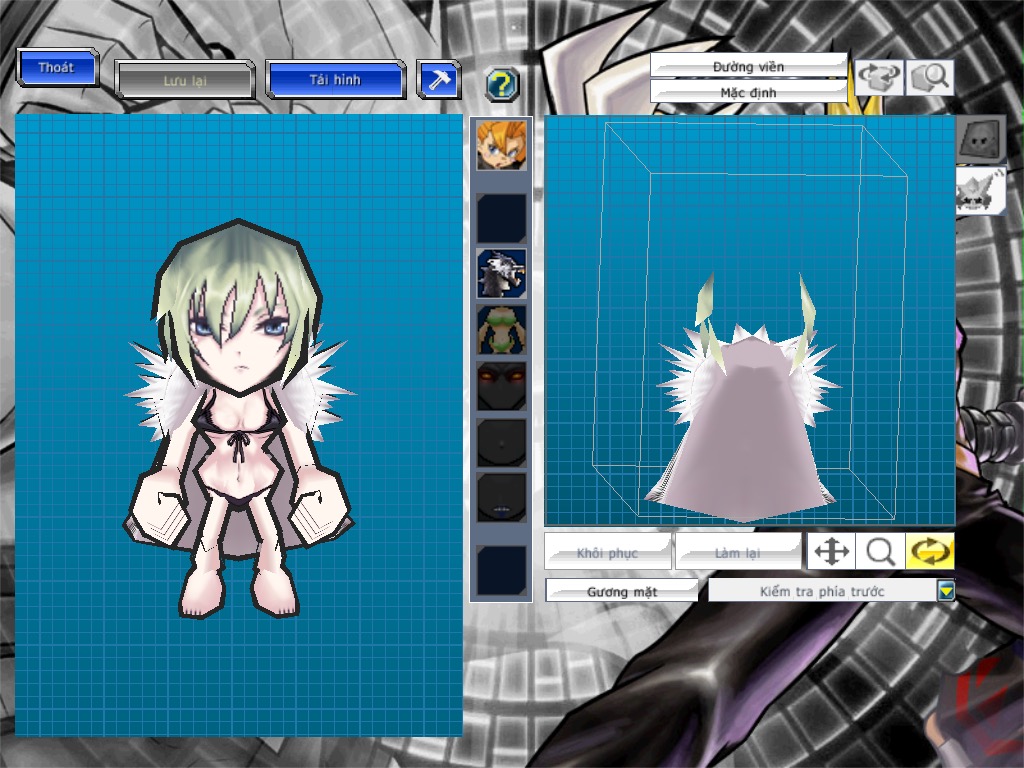 Thoát
Lưu lại
Tải hình
?
Đường viền
Mặc định
Khôi phục
Làm lại
Gương mặt
Kiểm tra phía trước